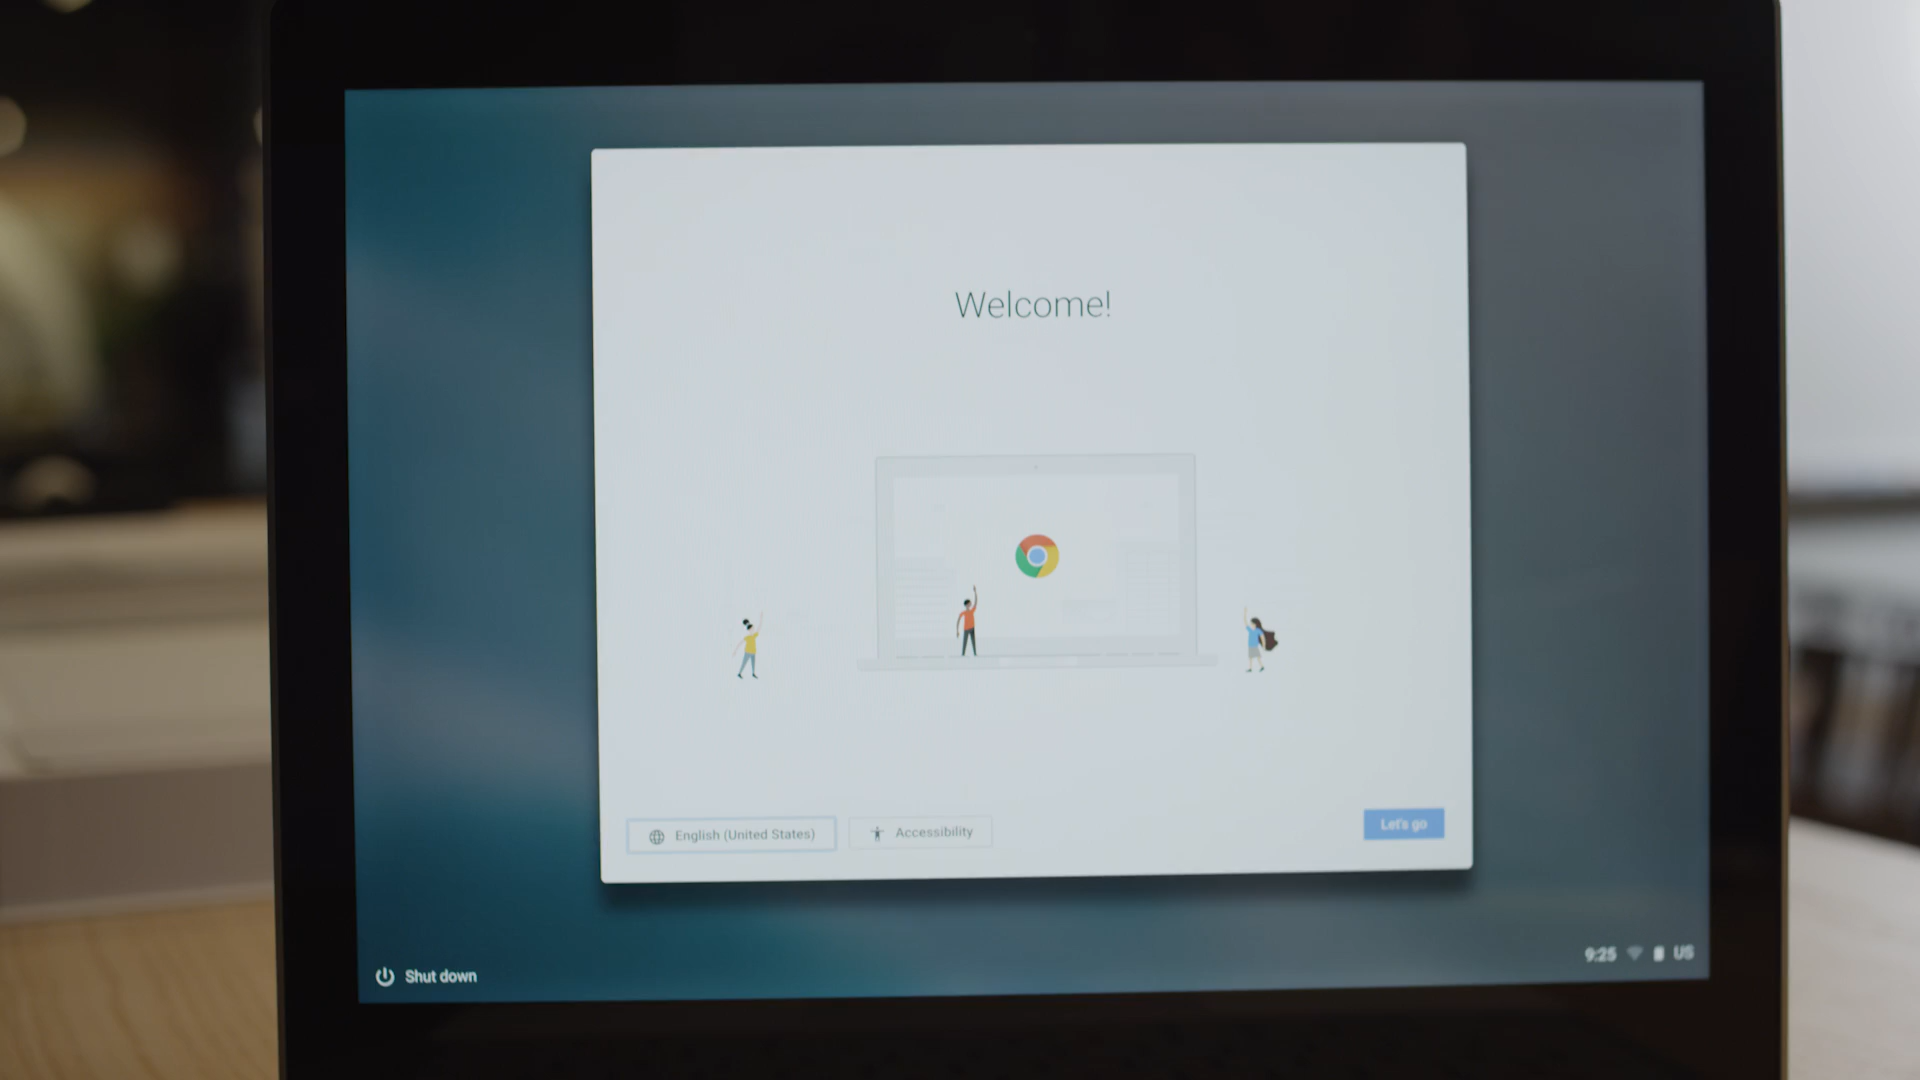 Welcome!
English (United States)
Accessibility
Let's go
Shut down
9:25
US